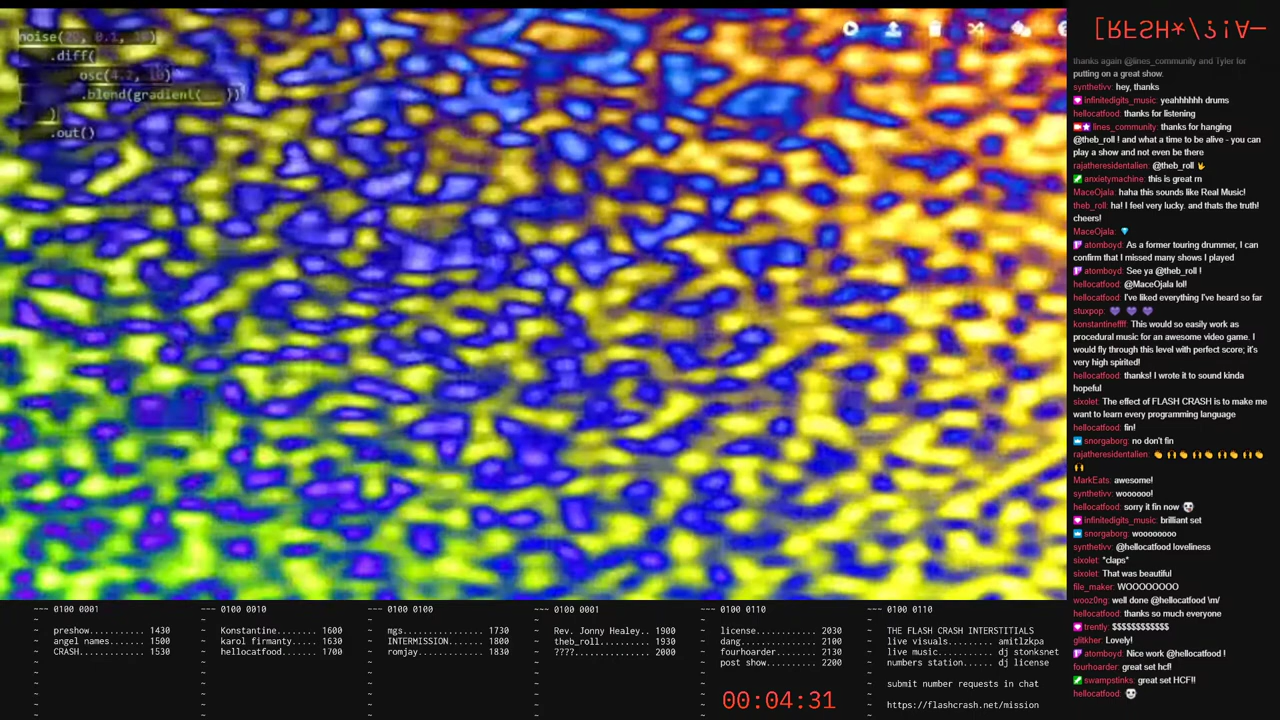 noise(20, 0.1, 10)
.diff(
osc(4.2, 10)
.blend(gradient( })
)
.out()
[RFSH*/?!A—
thanks again @lines_community and Tyler for
putting on a great show.
synthetivv: hey, thanks
infinitedigits_music: yeahhhhhh drums
hellocatfood: thanks for listening
lines_community: thanks for hanging
@theb_roll ! and what a time to be alive - you can
play a show and not even be there
rajatheresidentalien: @theb_roll 🤟
anxietymachine: this is great rn
MaceOjala: haha this sounds like Real Music!
theb_roll: ha! I feel very lucky. and thats the truth!
cheers!
MaceOjala: 💎
atomboyd: As a former touring drummer, I can
confirm that I missed many shows I played
atomboyd: See ya @theb_roll !
hellocatfood: @MaceOjala lol!
hellocatfood: I've liked everything I've heard so far
stuxpop: 💜 💜 💜
konstantineffff: This would so easily work as
procedural music for an awesome video game. I
would fly through this level with perfect score; it's
very high spirited!
hellocatfood: thanks! I wrote it to sound kinda
hopeful
sixolet: The effect of FLASH CRASH is to make me
want to learn every programming language
hellocatfood: fin!
snorgaborg: no don't fin
rajatheresidentalien: 👏 🙌 👏 🙌 👏 🙌 👏 🙌 👏
🙌
MarkEats: awesome!
synthetivv: woooooo!
hellocatfood: sorry it fin now 💀
infinitedigits_music: brilliant set
snorgaborg: woooooooo
synthetivv: @hellocatfood loveliness
sixolet: *claps*
sixolet: That was beautiful
file_maker: WOOOOOOOO
wooz0ng: well done @hellocatfood \m/
hellocatfood: thanks so much everyone
trently: $$$$$$$$$$$$
glitkher: Lovely!
atomboyd: Nice work @hellocatfood !
fourhoarder: great set hcf!
swampstinks: great set HCF!!
hellocatfood: 💀
~~~ 0100 0001
preshow........... 1430
angel names....... 1500
CRASH............. 1530
~~~ 0100 0010
Konstantine....... 1600
karol firmanty.... 1630
hellocatfood...... 1700
~~~ 0100 0100
mgs............... 1730
INTERMISSION...... 1800
romjay............ 1830
~~~ 0100 0001
Rev. Jonny Healey.. 1900
theb_roll.......... 1930
????............... 2000
~~~ 0100 0110
license........... 2030
dang.............. 2100
fourhoarder....... 2130
post show......... 2200
00:04:31
~~~ 0100 0110
THE FLASH CRASH INTERSTITIALS
live visuals..... amitlzkpa
live music..... dj stonksnet
numbers station..... dj license
submit number requests in chat
https://flashcrash.net/mission